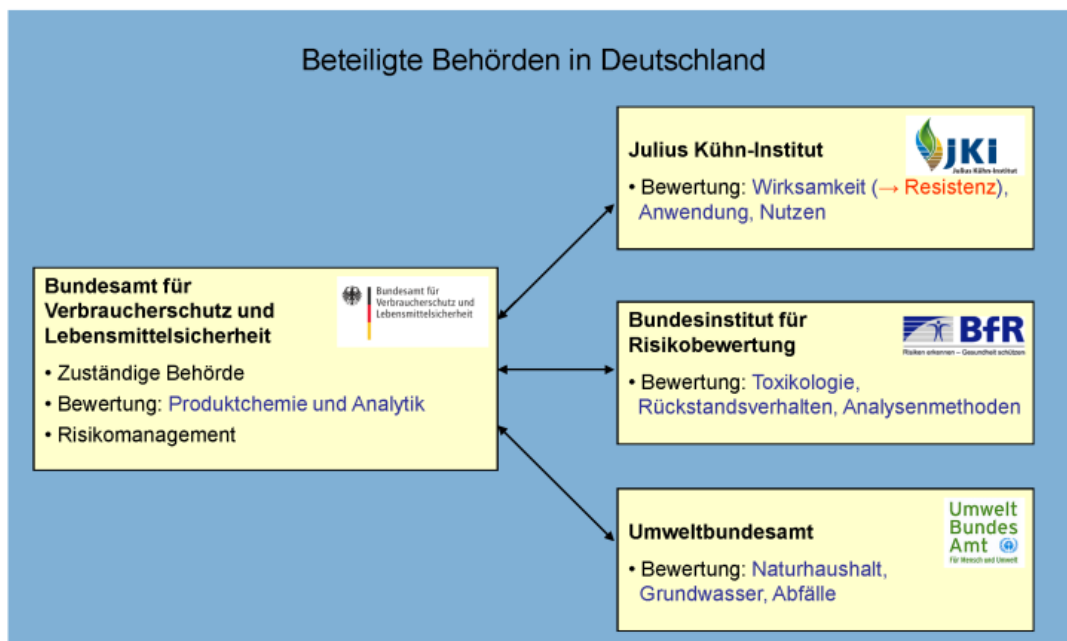 Beteiligte Behörden in Deutschland
Bundesamt für
Verbraucherschutz und
Lebensmittelsicherheit
Bundesamt für
Verbraucherschutz und
Lebensmittelsicherheit
• Zuständige Behörde
• Bewertung: Produktchemie und Analytik
• Risikomanagement
Julius Kühn-Institut
JKI
Julius Kühn-Institut
• Bewertung: Wirksamkeit (→ Resistenz),
Anwendung, Nutzen
Bundesinstitut für
Risikobewertung
BfR
Risiken erkennen – Gesundheit schützen
• Bewertung: Toxikologie,
Rückstandsverhalten, Analysenmethoden
Umweltbundesamt
Umwelt
Bundes
Amt
Für Mensch und Umwelt
• Bewertung: Naturhaushalt,
Grundwasser, Abfälle